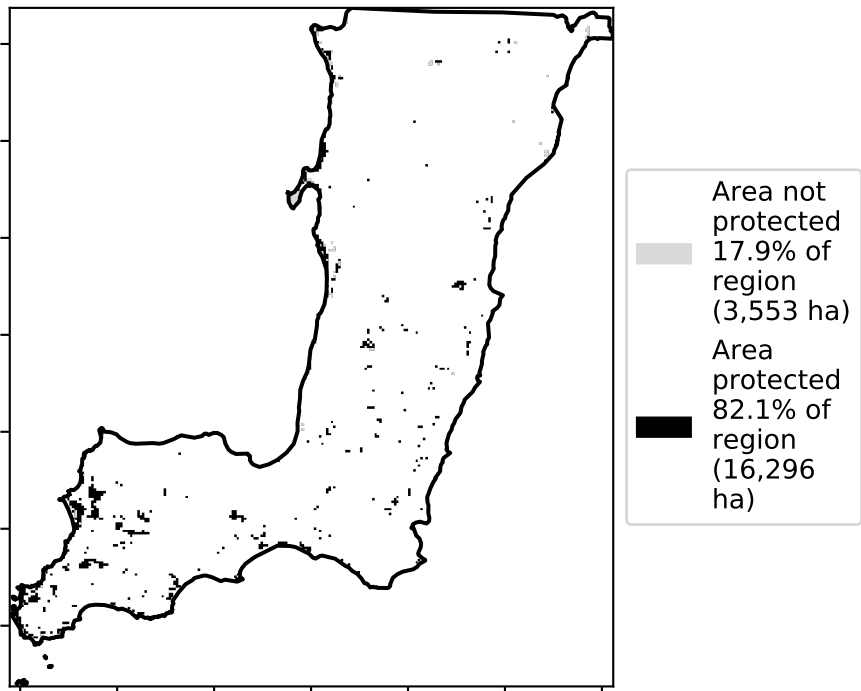 Area not
protected
17.9% of
region
(3,553 ha)
Area
protected
82.1% of
region
(16,296
ha)